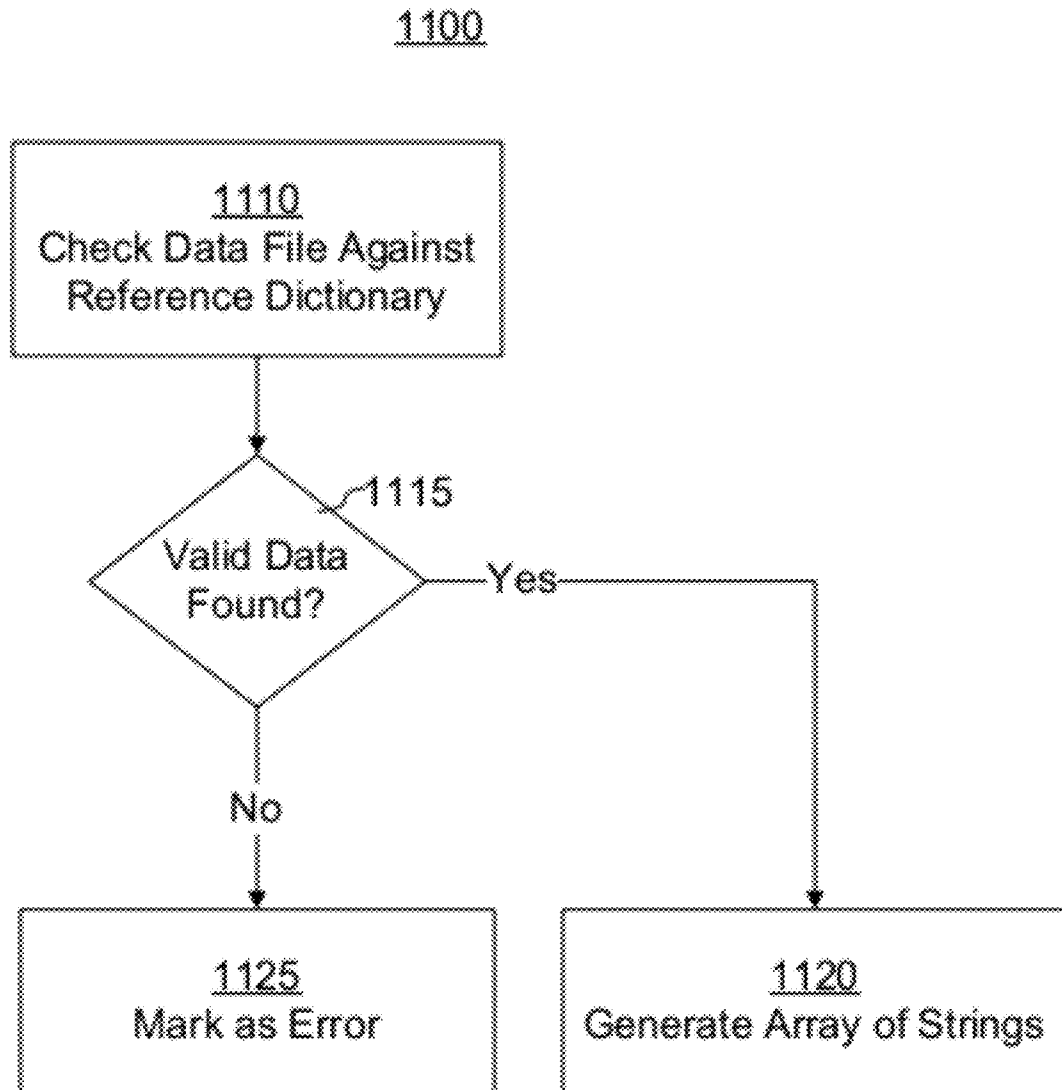 1100
1110
Check Data File Against
Reference Dictionary
1115
Valid Data
Found?
Yes
No
1125
Mark as Error
1120
Generate Array of Strings